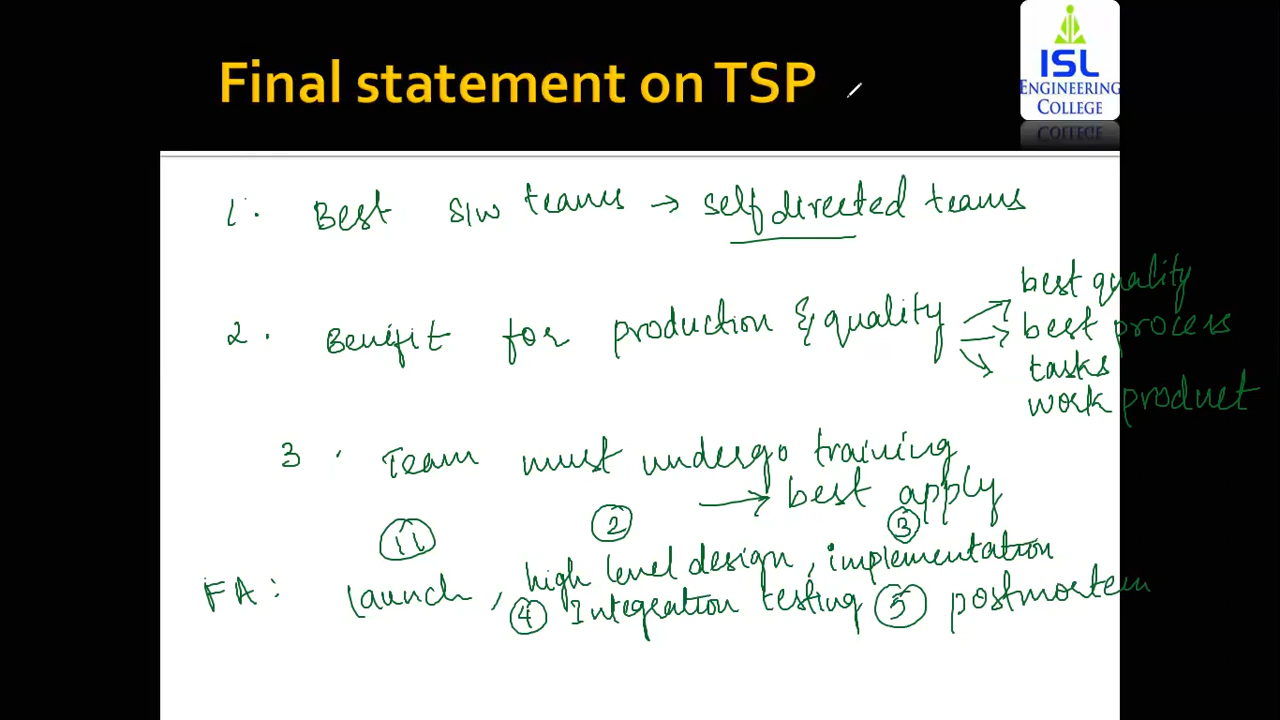 Final statement on TSP
ISL
ENGINEERING
COLLEGE
1. Best S/W teams → self directed teams
2. Benefit for production & quality → best quality
→ best process
→ tasks
work product
3. Team must undergo training
→ best apply
① ② ③
FA: launch, high level design, implementation
④ Integration testing ⑤ postmortem